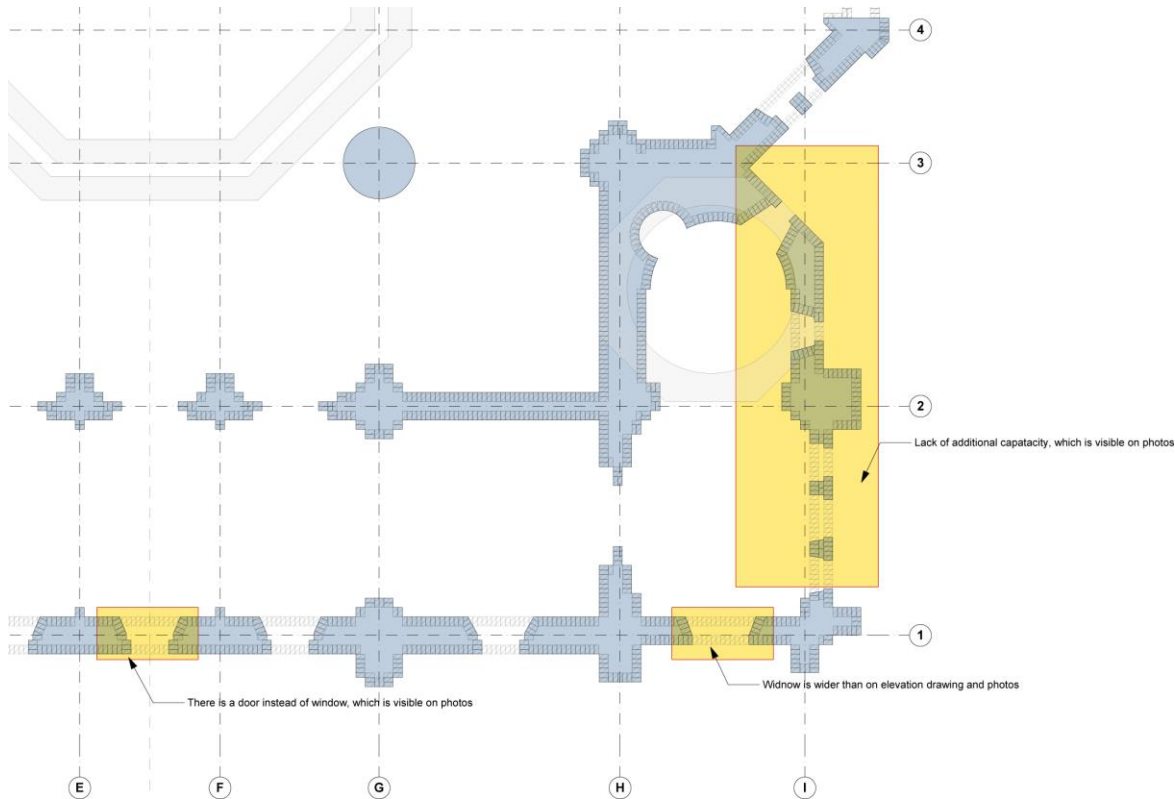 4
3
2
Lack of additional capatacity, which is visible on photos
1
Widnow is wider than on elevation drawing and photos
There is a door instead of window, which is visible on photos
E F G H I